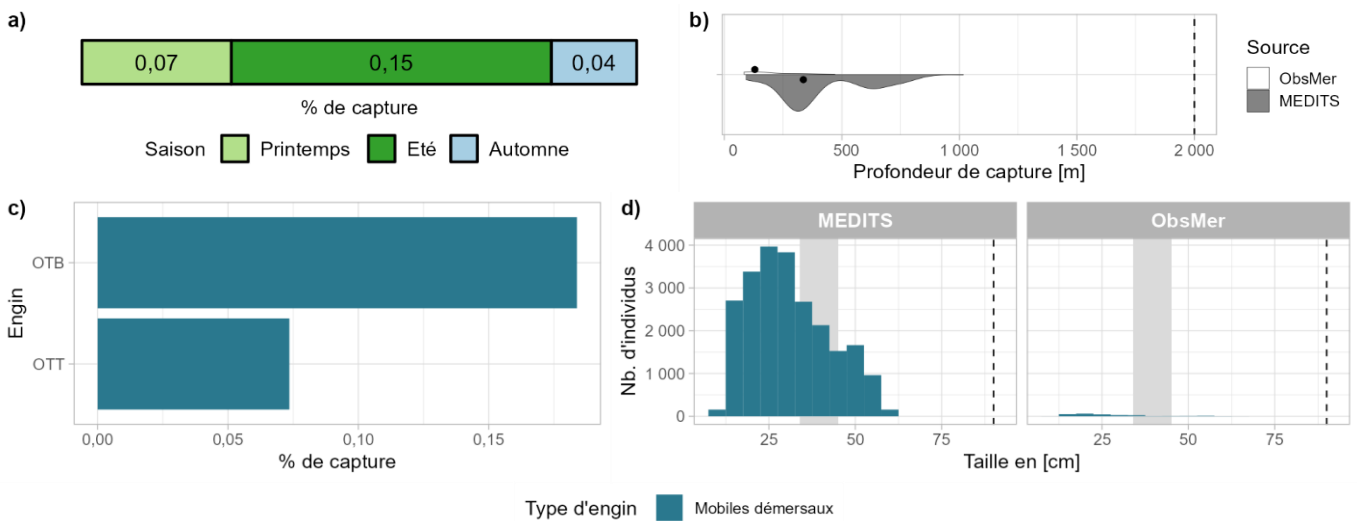 a)
0,07 0,15 0,04
% de capture
Saison Printemps Eté Automne
b)
0 500 1 000 1 500 2 000
Profondeur de capture [m]
Source
ObsMer
MEDITS
c)
Engin
OTB
OTT
0,00 0,05 0,10 0,15
% de capture
d)
MEDITS ObsMer
Nb. d'individus
4 000
3 000
2 000
1 000
0
25 50 75 25 50 75
Taille en [cm]
Type d'engin Mobiles démersaux